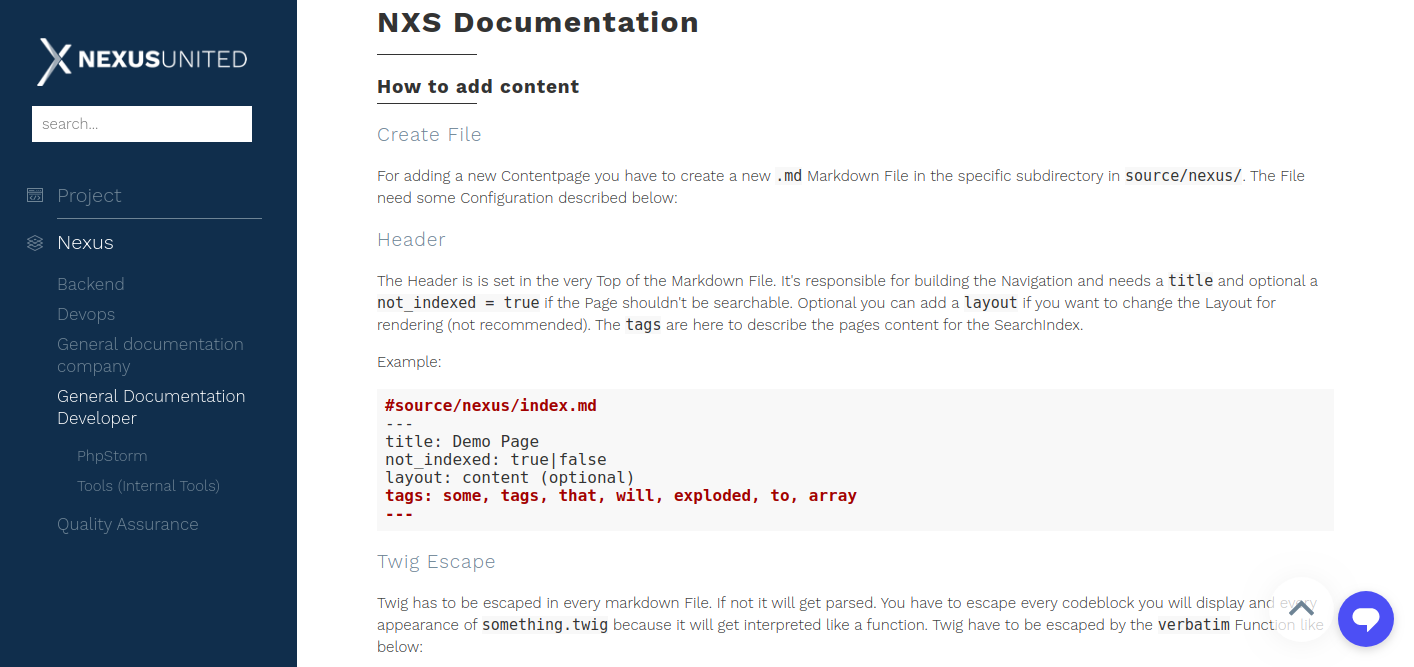 NEXUSUNITED
search...
Project
Nexus
Backend
Devops
General documentation
company
General Documentation
Developer
PhpStorm
Tools (Internal Tools)
Quality Assurance
NXS Documentation
How to add content
Create File
For adding a new Contentpage you have to create a new .md Markdown File in the specific subdirectory in source/nexus/. The File
need some Configuration described below:
Header
The Header is is set in the very Top of the Markdown File. It's responsible for building the Navigation and needs a title and optional a
not_indexed = true if the Page shouldn't be searchable. Optional you can add a layout if you want to change the Layout for
rendering (not recommended). The tags are here to describe the pages content for the SearchIndex.
Example:
#source/nexus/index.md
---
title: Demo Page
not_indexed: true|false
layout: content (optional)
tags: some, tags, that, will, exploded, to, array
---
Twig Escape
Twig has to be escaped in every markdown File. If not it will get parsed. You have to escape every codeblock you will display and every
appearance of something.twig because it will get interpreted like a function. Twig have to be escaped by the verbatim Function like
below: